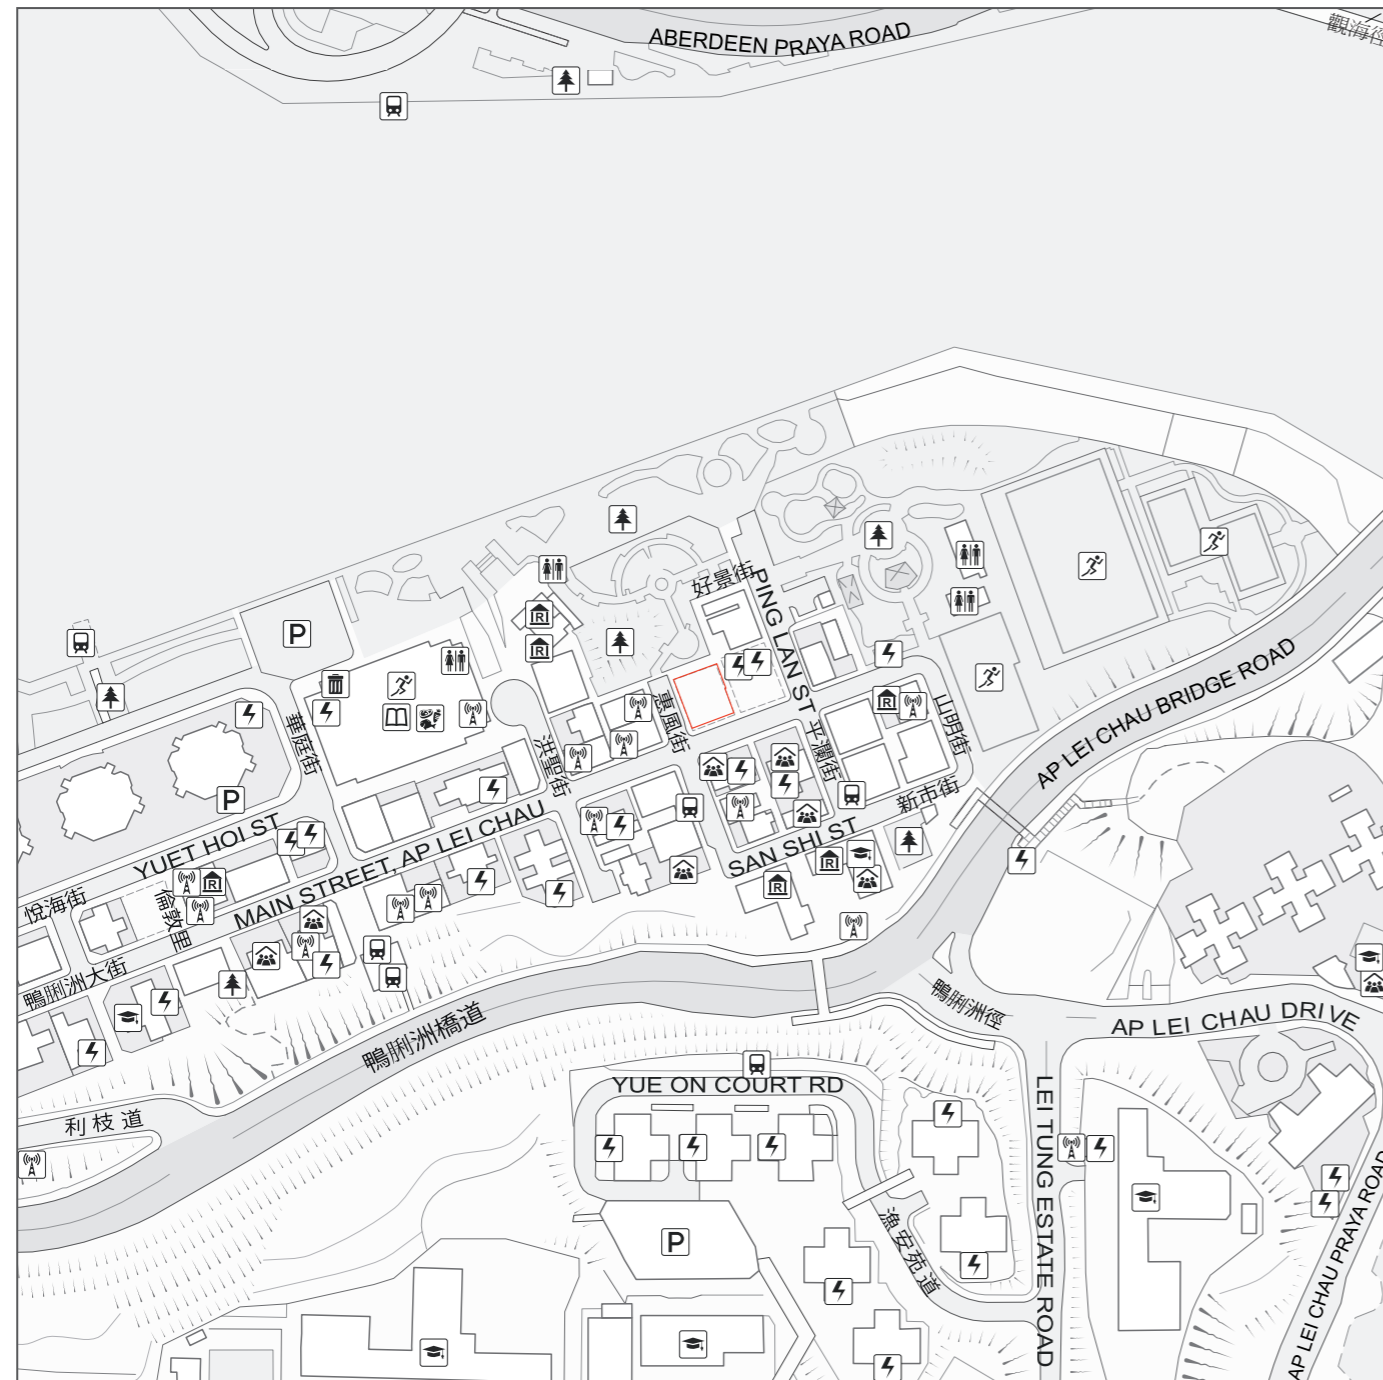 ABERDEEN PRAYA ROAD
觀海徑
好景街
PING LAN ST
平瀾街
惠風街
山明街
AP LEI CHAU BRIDGE ROAD
華庭街
洪聖街
新市街
SAN SHI ST
YUET HOI ST
悅海街
MAIN STREET, AP LEI CHAU
倫敦里
鴨脷洲大街
鴨脷洲橋道
鴨脷洲徑
AP LEI CHAU DRIVE
利枝道
YUE ON COURT RD
漁安苑道
LEI TUNG ESTATE ROAD
AP LEI CHAU PRAYA ROAD
P
P
P